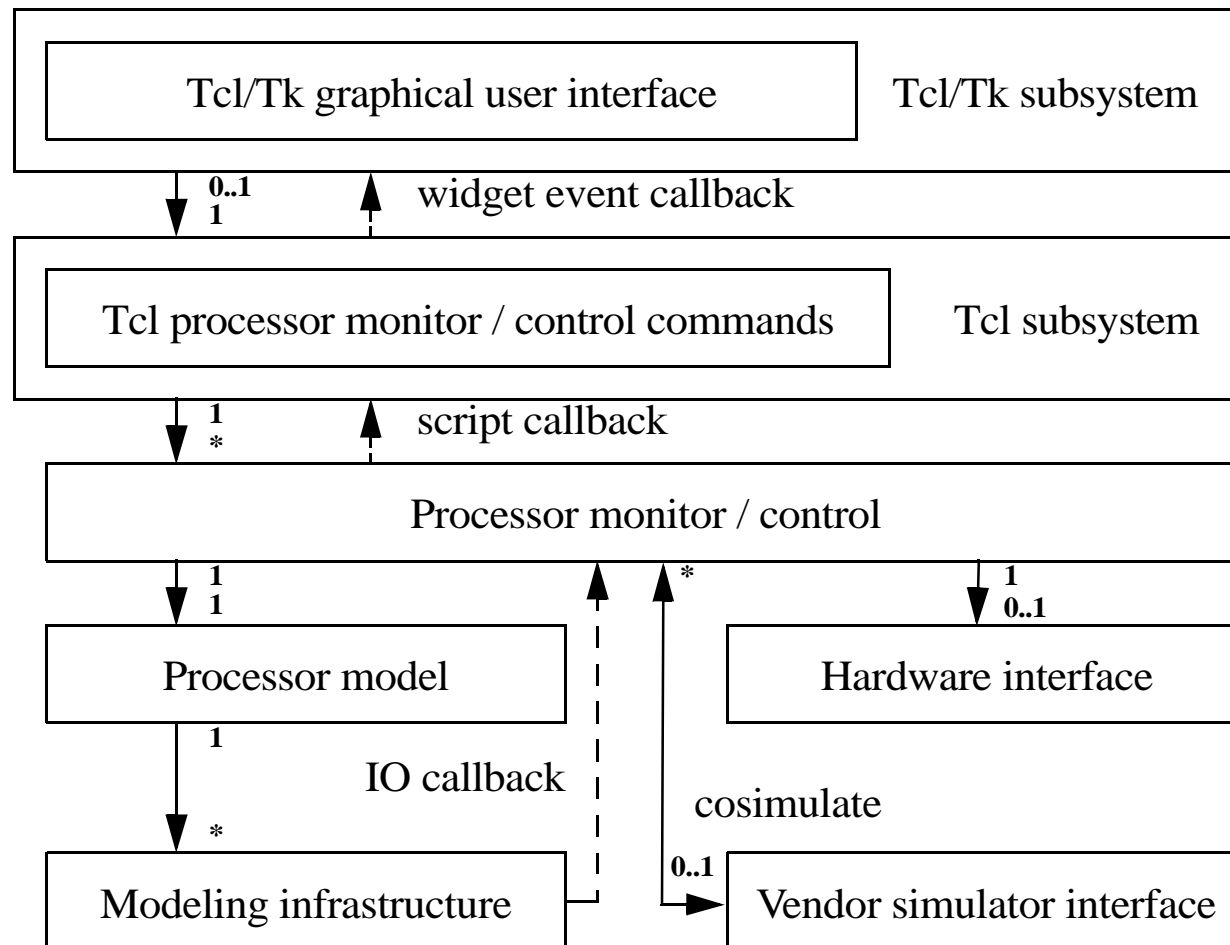 Tcl/Tk graphical user interface
Tcl/Tk subsystem
0..1
1
widget event callback
Tcl processor monitor / control commands
Tcl subsystem
1
*
script callback
Processor monitor / control
1
1
*
1
0..1
Processor model
Hardware interface
1
IO callback
cosimulate
*
0..1
Modeling infrastructure
Vendor simulator interface